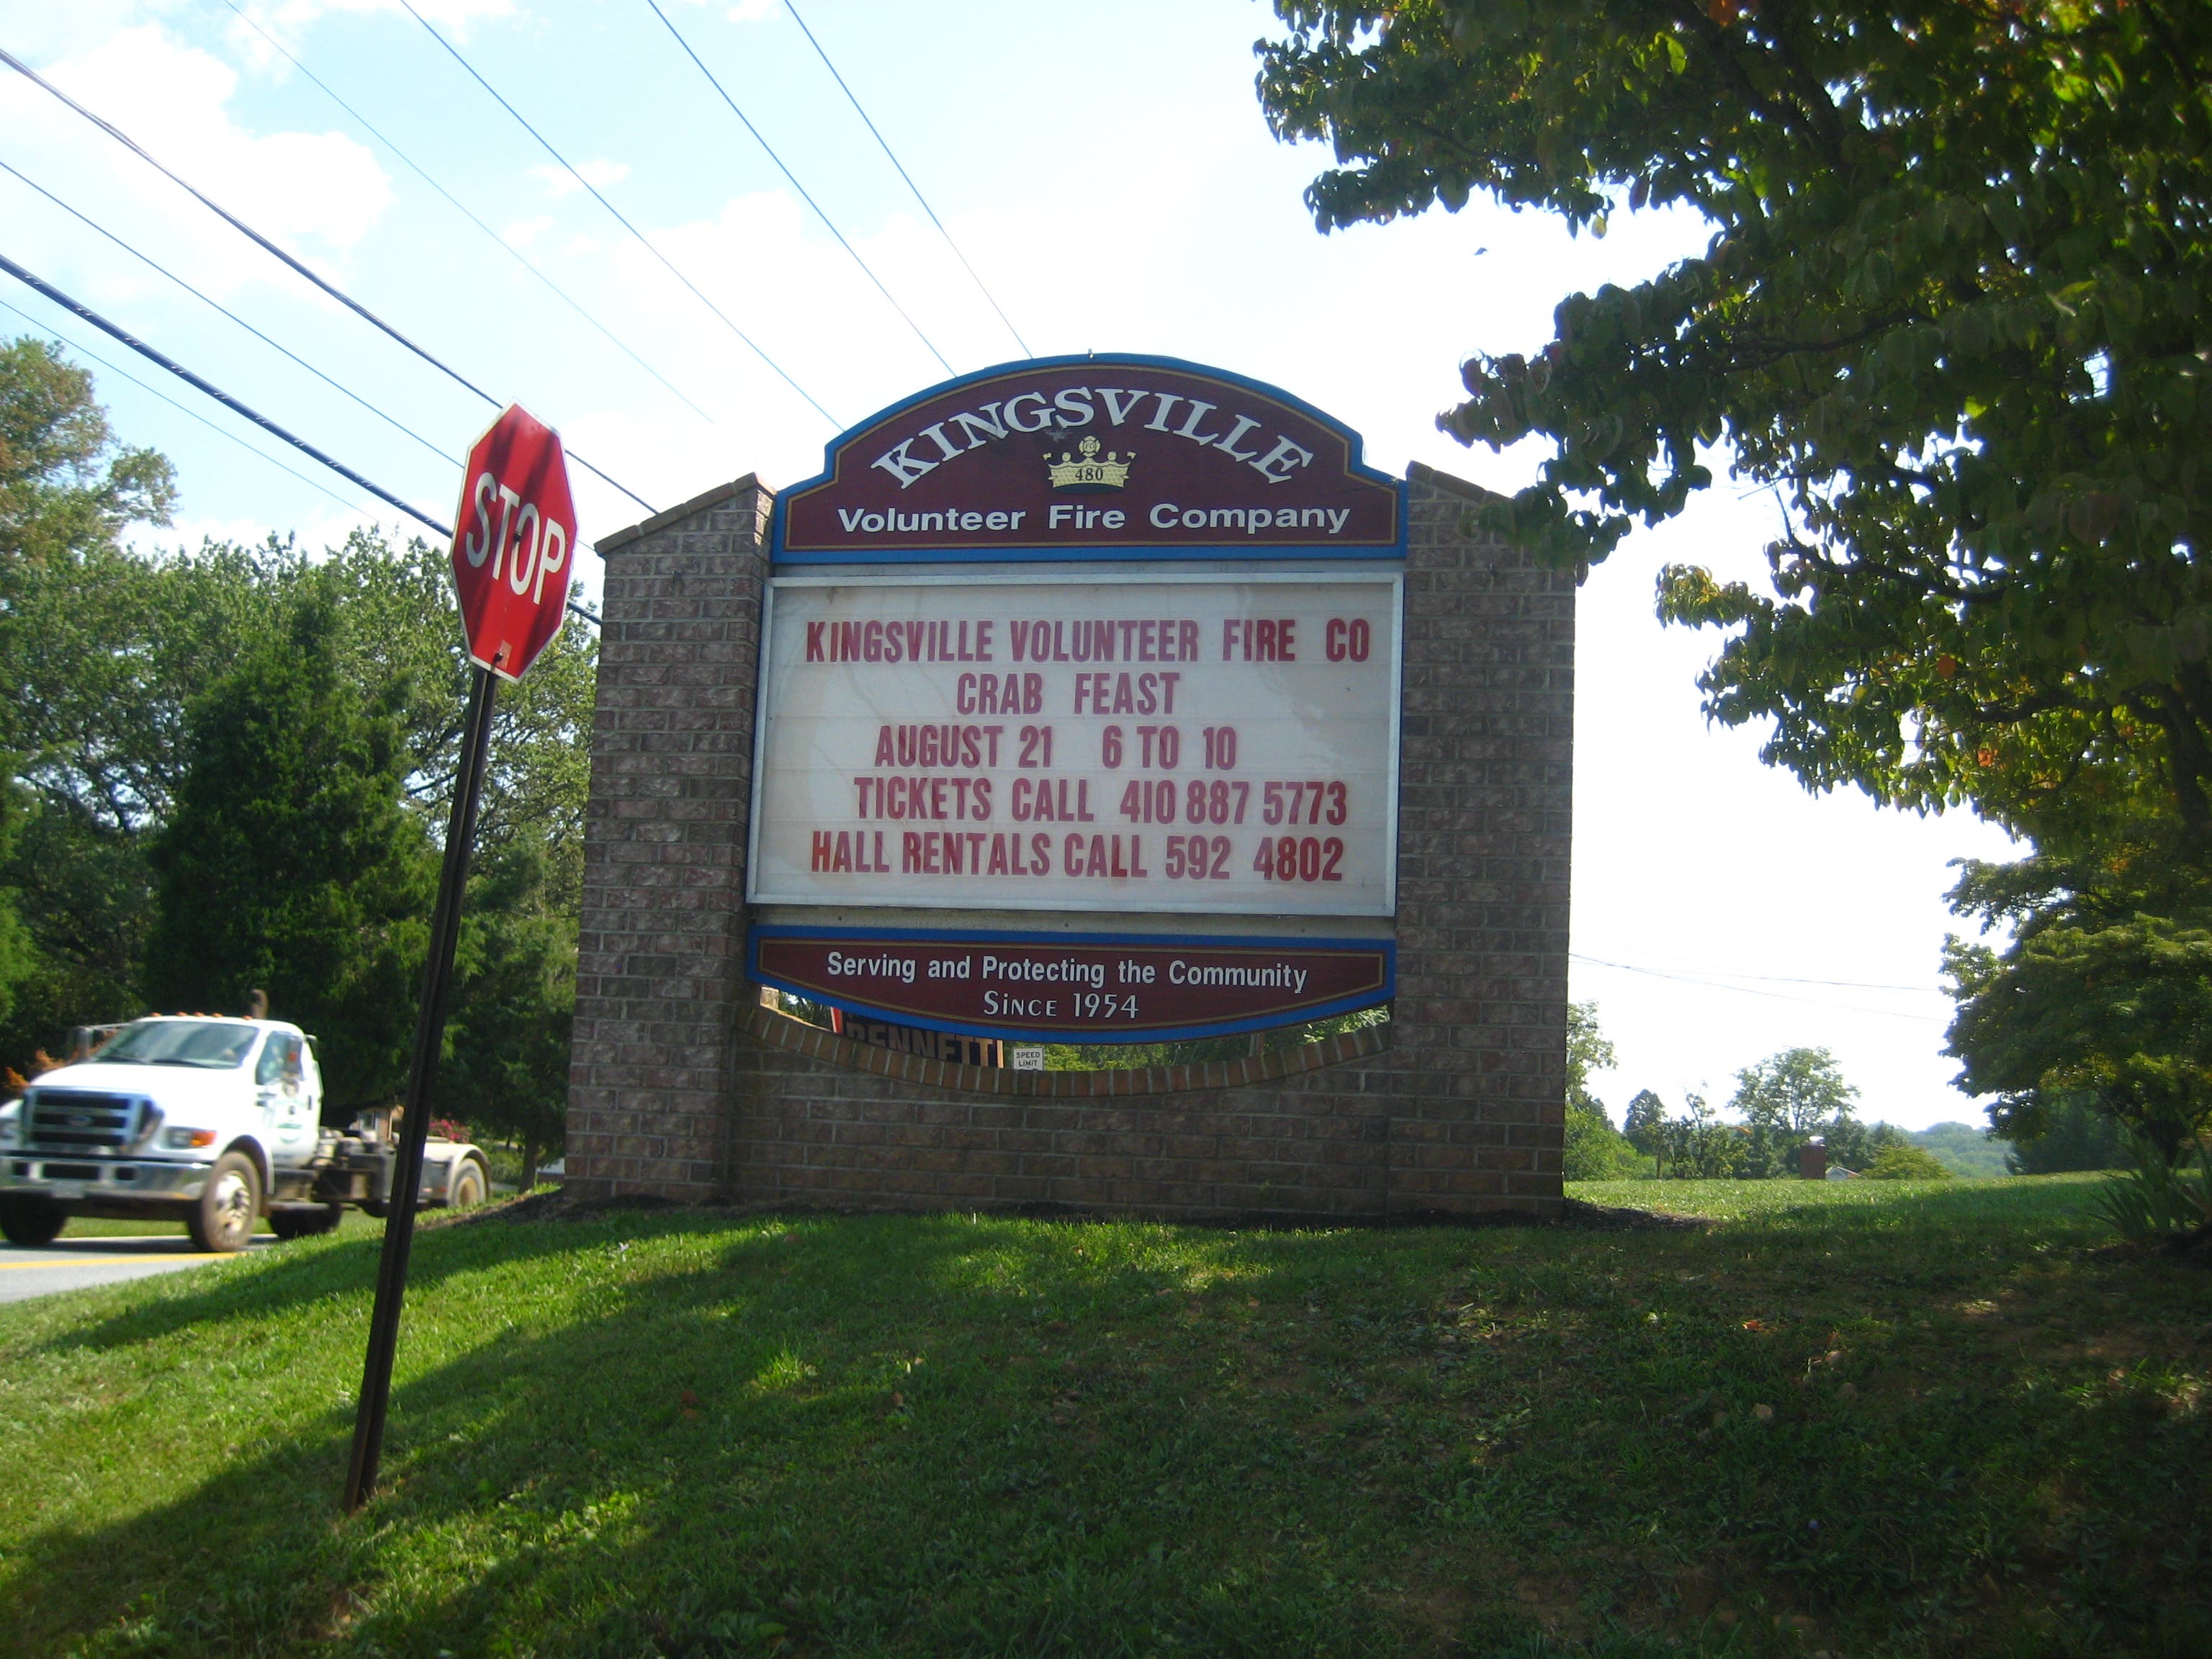 KINGSVILLE
480
Volunteer Fire Company
STOP
KINGSVILLE VOLUNTEER FIRE CO
CRAB FEAST
AUGUST 21 6 TO 10
TICKETS CALL 410 887 5773
HALL RENTALS CALL 592 4802
Serving and Protecting the Community
SINCE 1954
BENNETT
SPEED
LIMIT